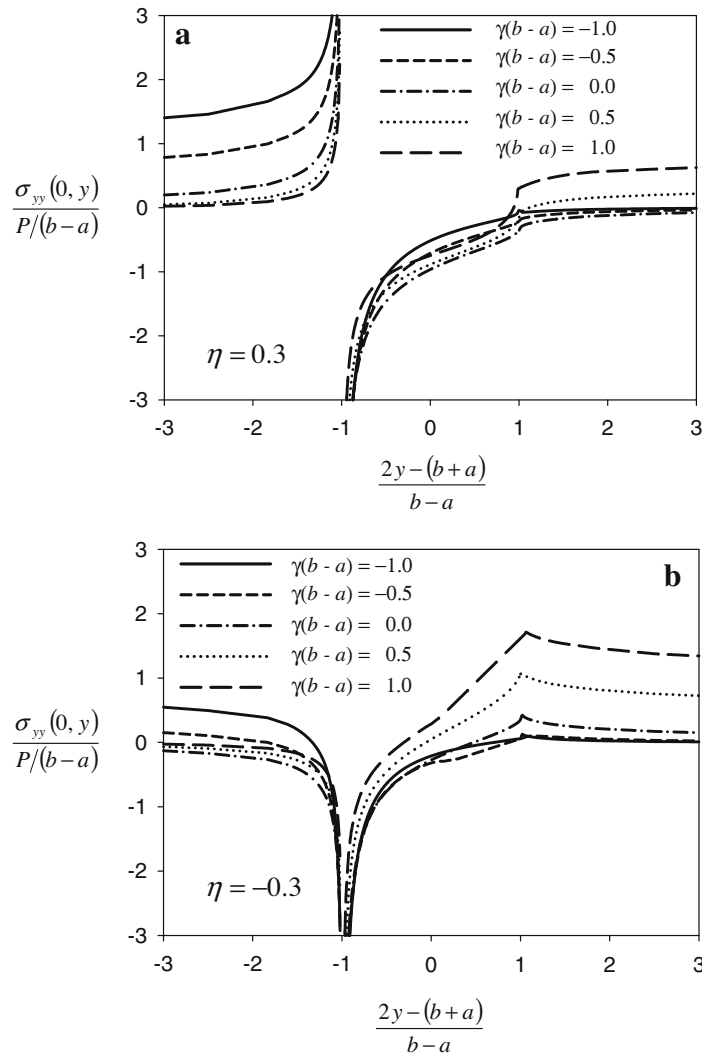 a
3
2
1
0
-1
-2
-3
σyy(0, y)
P/(b−a)
γ(b - a) = −1.0
γ(b - a) = −0.5
γ(b - a) = 0.0
γ(b - a) = 0.5
γ(b - a) = 1.0
η = 0.3
-3 -2 -1 0 1 2 3
2y−(b+a)
b−a
b
3
2
1
0
-1
-2
-3
σyy(0, y)
P/(b−a)
γ(b - a) = −1.0
γ(b - a) = −0.5
γ(b - a) = 0.0
γ(b - a) = 0.5
γ(b - a) = 1.0
η = −0.3
-3 -2 -1 0 1 2 3
2y−(b+a)
b−a